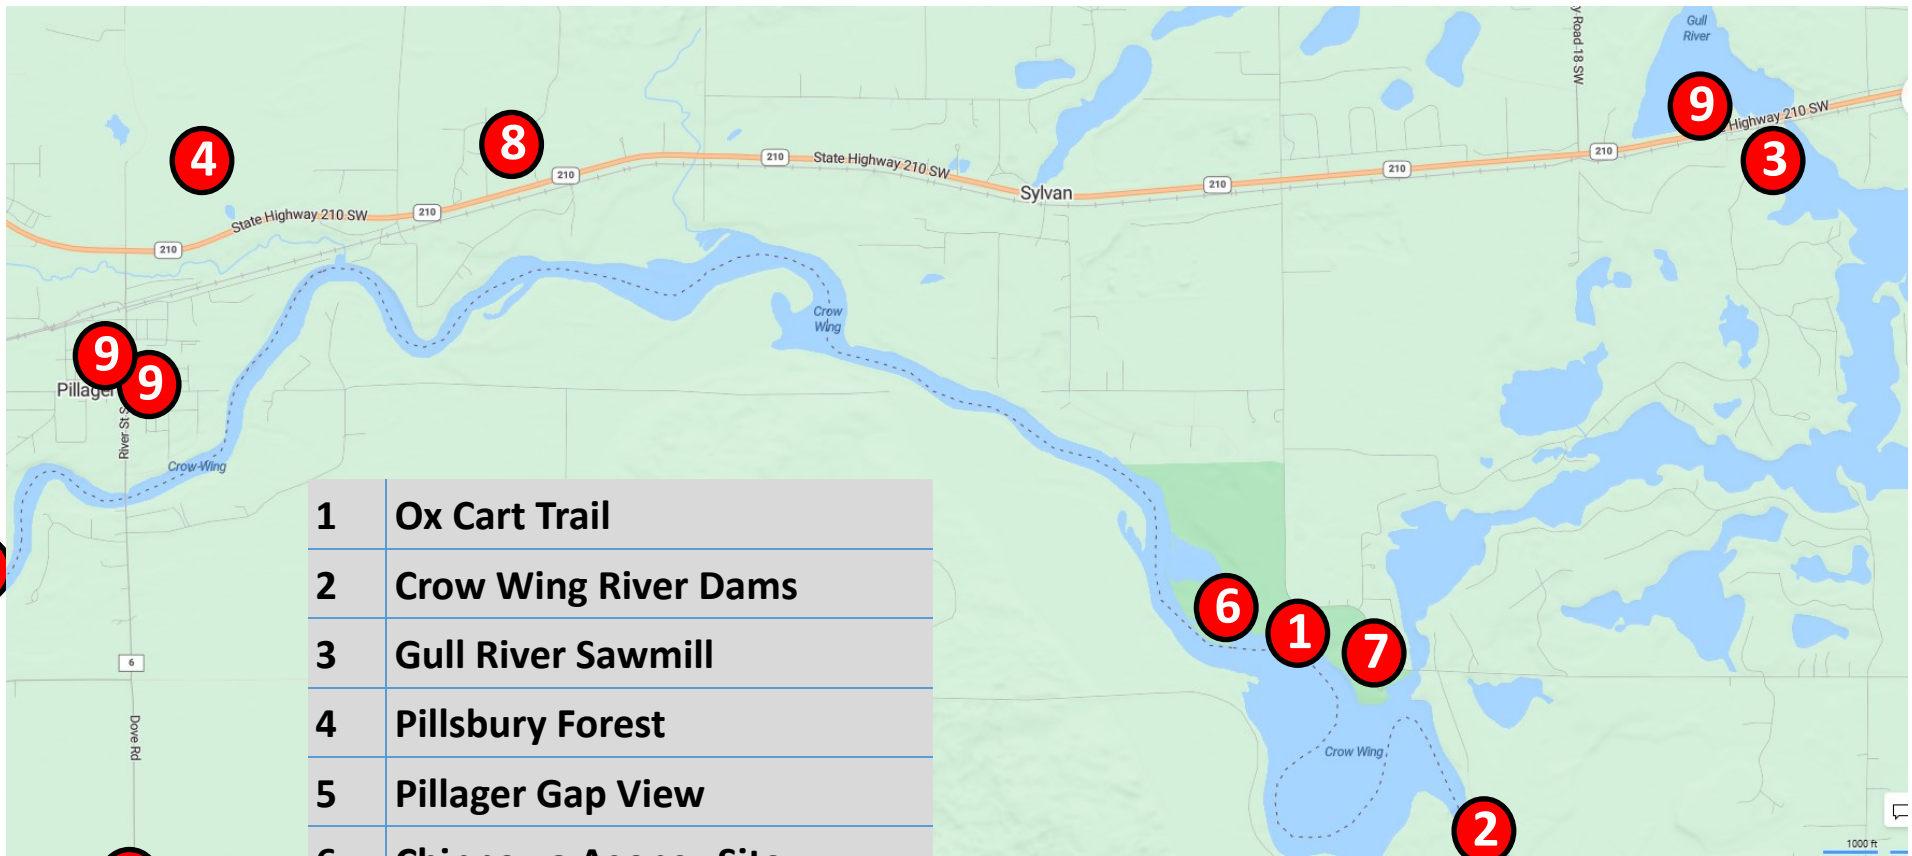 Gull
River
y Road 18 SW
9
Highway 210 SW
3
4
8
210
210
State Highway 210 SW
210
210
210
Sylvan
State Highway 210 SW
210
210
Crow
Wing
9
9
Pillager
River St S
Crow Wing
1 Ox Cart Trail
2 Crow Wing River Dams
3 Gull River Sawmill
4 Pillsbury Forest
5 Pillager Gap View
6
1
7
6
Dove Rd
Crow Wing
2
1000 ft